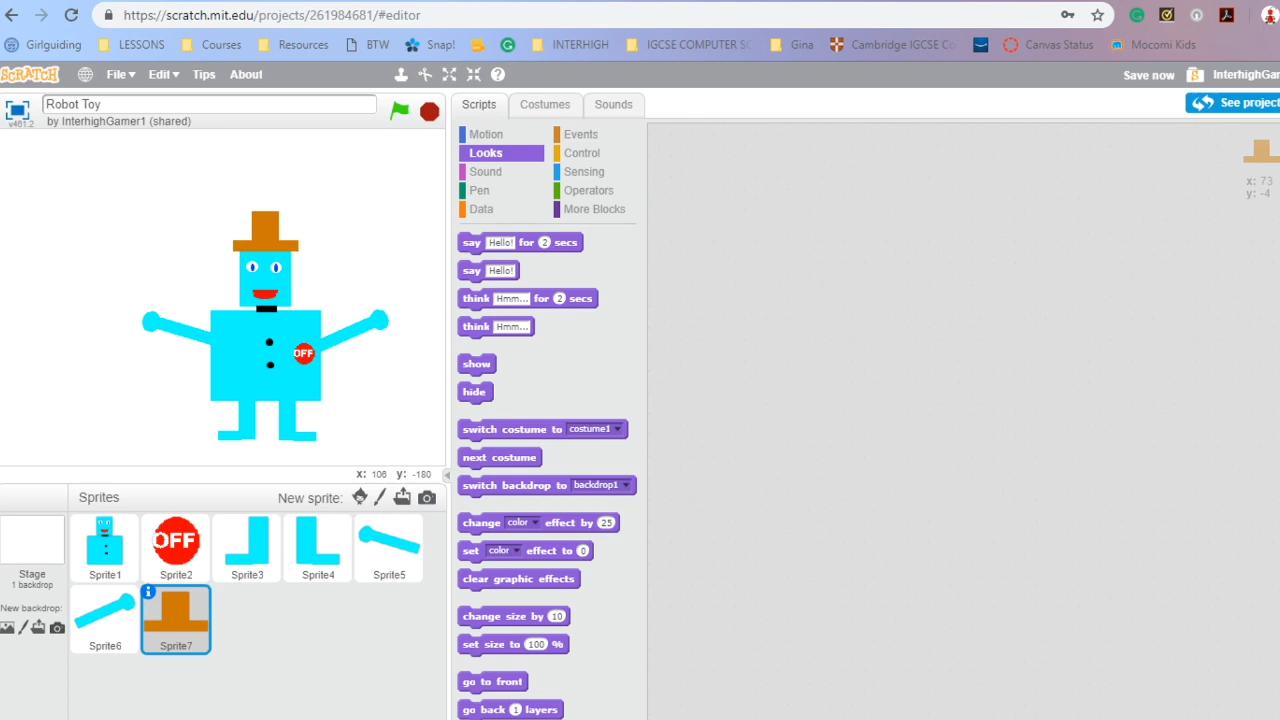 https://scratch.mit.edu/projects/261984681/#editor
Girlguiding LESSONS Courses Resources BTW Snap! INTERHIGH IGCSE COMPUTER SC Gina Cambridge IGCSE Co Canvas Status Mocomi Kids
SCRATCH File Edit Tips About Save now InterhighGam
Robot Toy
by InterhighGamer1 (shared)
v461.2
OFF
x: 106 y: -180
Scripts Costumes Sounds
See project
Motion Events
Looks Control
Sound Sensing
Pen Operators
Data More Blocks
say Hello! for 2 secs
say Hello!
think Hmm... for 2 secs
think Hmm...
show
hide
switch costume to costume1
next costume
switch backdrop to backdrop1
change color effect by 25
set color effect to 0
clear graphic effects
change size by 10
set size to 100 %
go to front
go back 1 layers
x: 73
y: -4
Sprites New sprite:
OFF
Sprite1 Sprite2 Sprite3 Sprite4 Sprite5
Stage
1 backdrop
New backdrop:
Sprite6 Sprite7